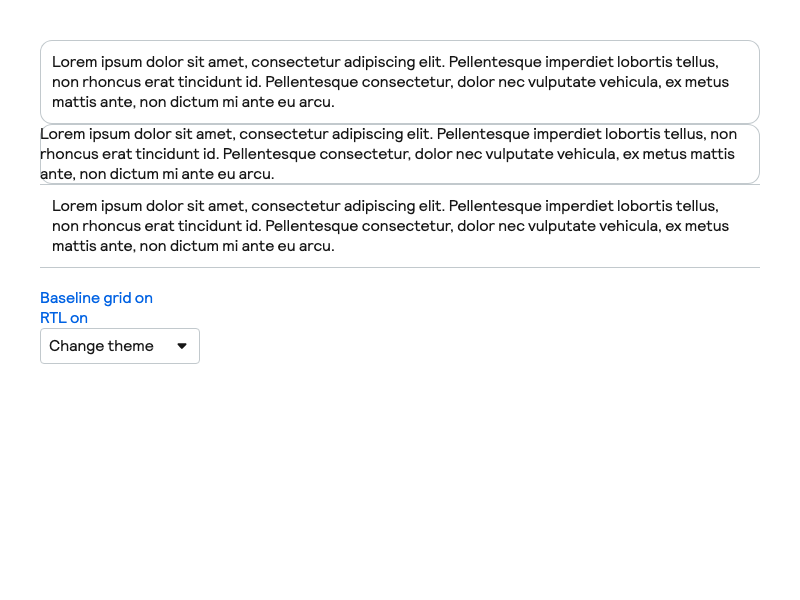 Lorem ipsum dolor sit amet, consectetur adipiscing elit. Pellentesque imperdiet lobortis tellus,
non rhoncus erat tincidunt id. Pellentesque consectetur, dolor nec vulputate vehicula, ex metus
mattis ante, non dictum mi ante eu arcu.
Lorem ipsum dolor sit amet, consectetur adipiscing elit. Pellentesque imperdiet lobortis tellus, non
rhoncus erat tincidunt id. Pellentesque consectetur, dolor nec vulputate vehicula, ex metus mattis
ante, non dictum mi ante eu arcu.
Lorem ipsum dolor sit amet, consectetur adipiscing elit. Pellentesque imperdiet lobortis tellus,
non rhoncus erat tincidunt id. Pellentesque consectetur, dolor nec vulputate vehicula, ex metus
mattis ante, non dictum mi ante eu arcu.
Baseline grid on
RTL on
Change theme